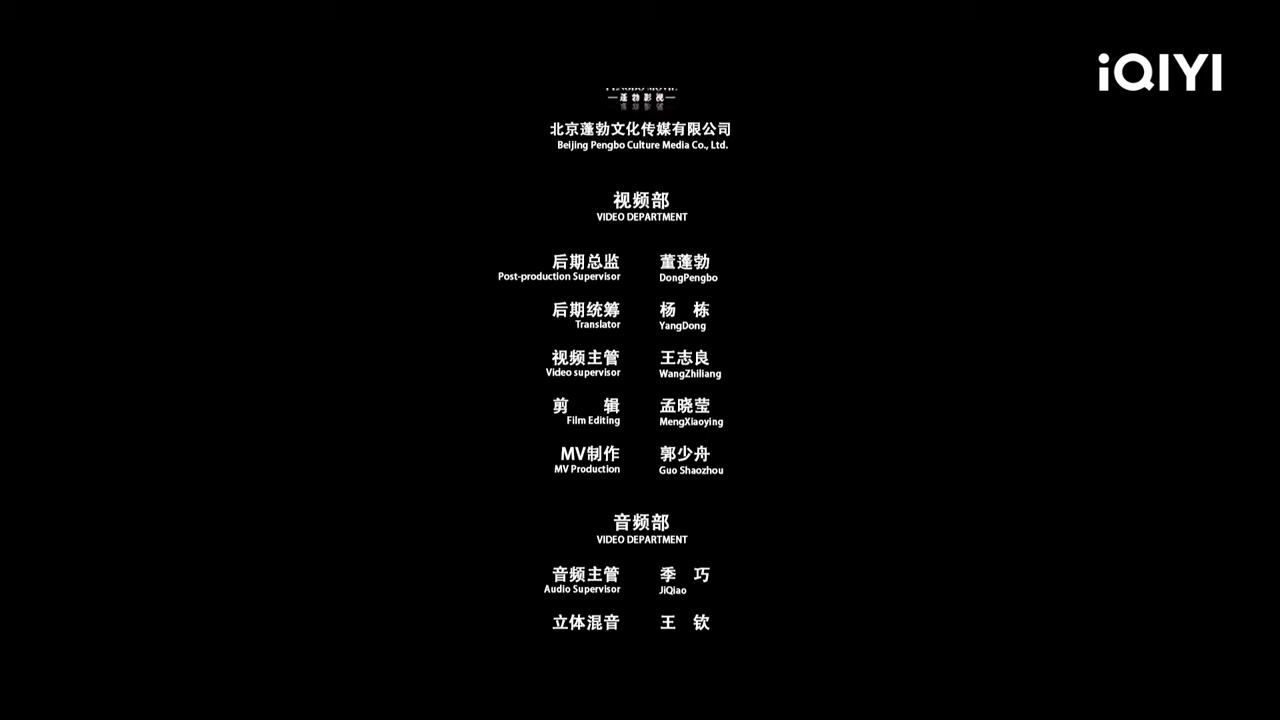 iQIYI
蓬勃影视
北京蓬勃文化传媒有限公司
Beijing Pengbo Culture Media Co., Ltd.
视频部
VIDEO DEPARTMENT
后期总监 董蓬勃
Post-production Supervisor DongPengbo
后期统筹 杨 栋
Translator YangDong
视频主管 王志良
Video supervisor WangZhiliang
剪 辑 孟晓莹
Film Editing MengXiaoying
MV制作 郭少舟
MV Production Guo Shaozhou
音频部
VIDEO DEPARTMENT
音频主管 季 巧
Audio Supervisor JiQiao
立体混音 王 钦